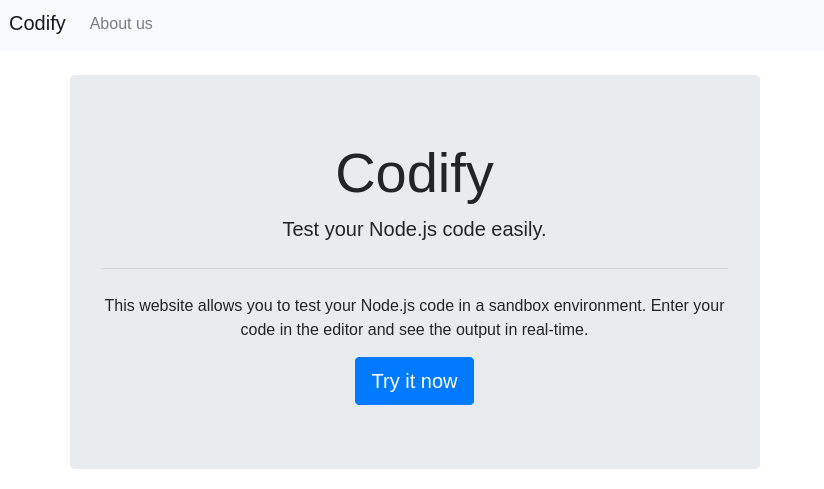 Codify About us
Codify
Test your Node.js code easily.
This website allows you to test your Node.js code in a sandbox environment. Enter your
code in the editor and see the output in real-time.
Try it now